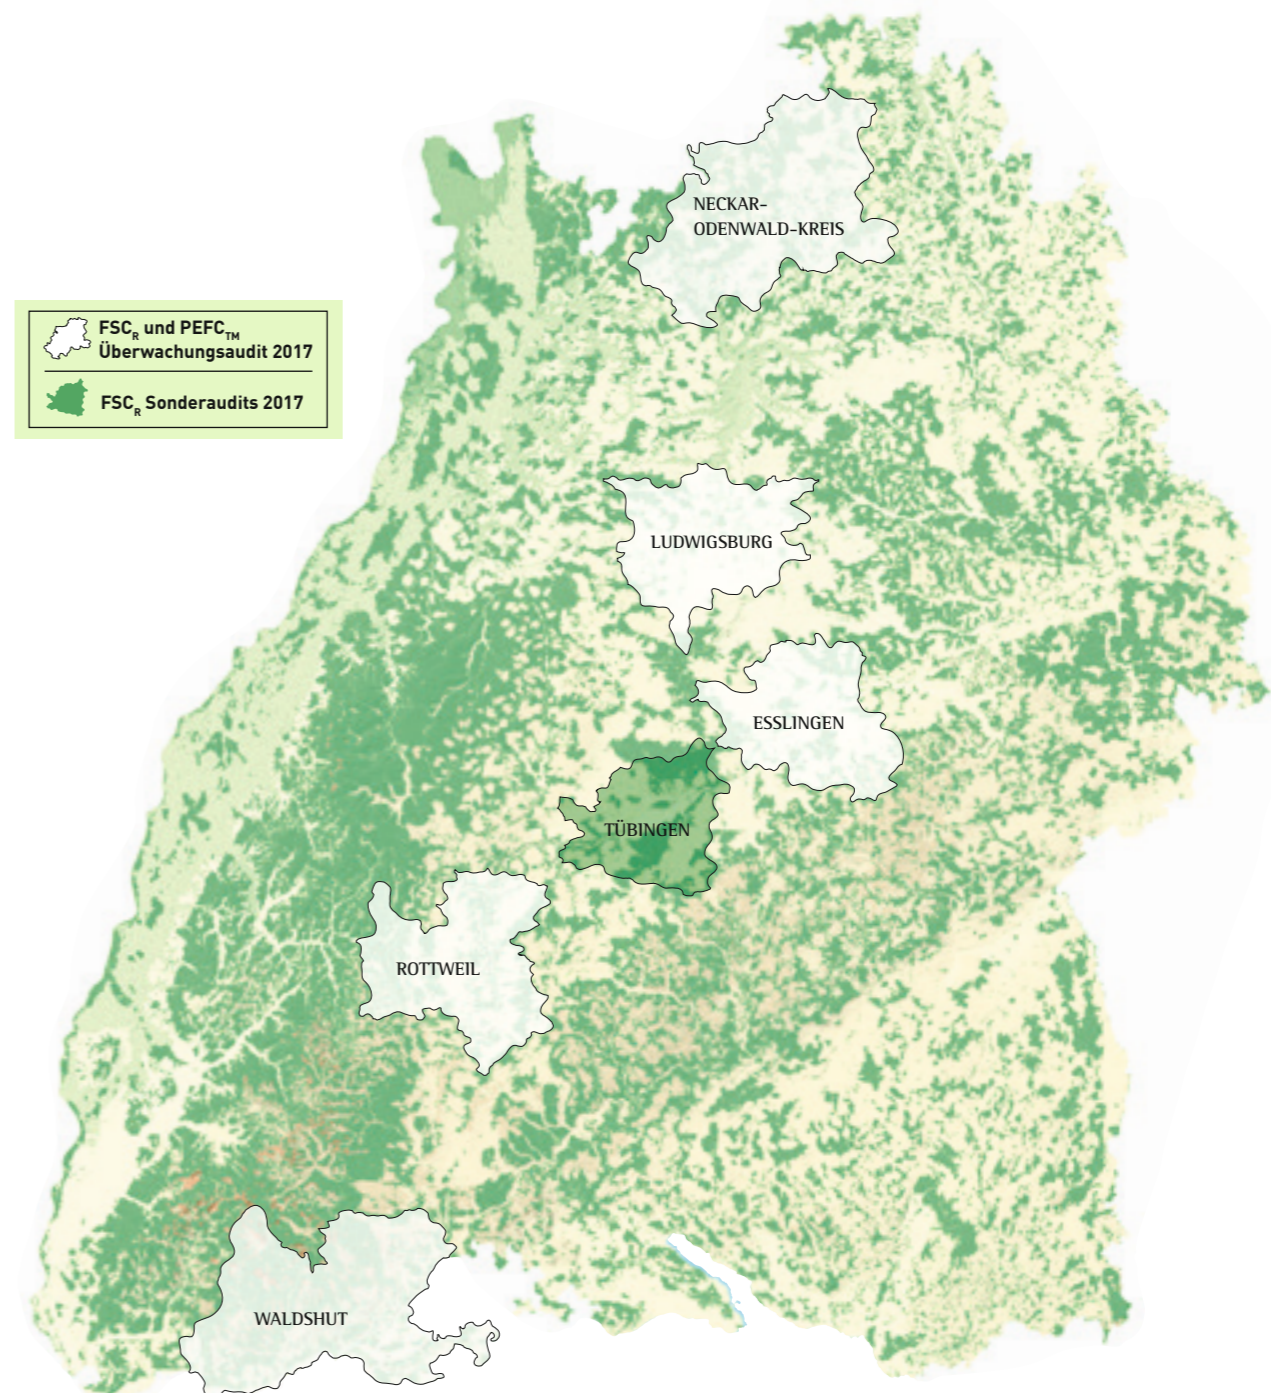 NECKAR-
ODENWALD-KREIS
FSCR und PEFCTM
Überwachungsaudit 2017
FSCR Sonderaudits 2017
LUDWIGSBURG
ESSLINGEN
TÜBINGEN
ROTTWEIL
WALDSHUT